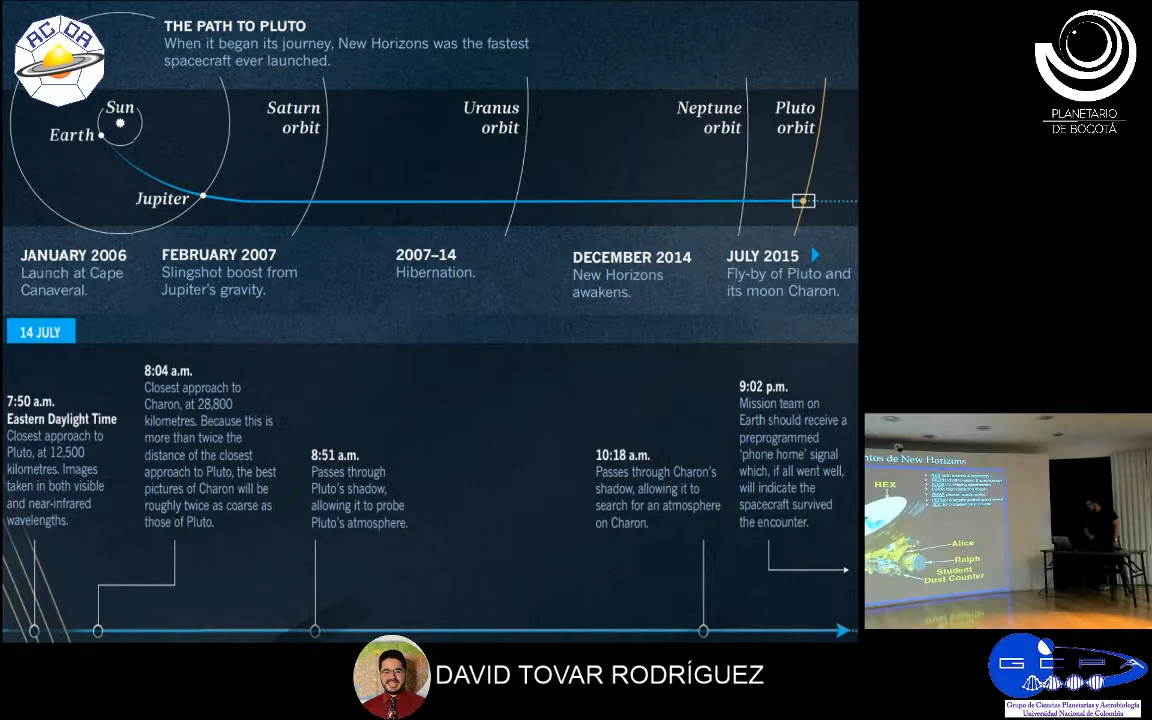 ACDA
THE PATH TO PLUTO
When it began its journey, New Horizons was the fastest
spacecraft ever launched.
Sun
Earth
Jupiter
Saturn
orbit
Uranus
orbit
Neptune
orbit
Pluto
orbit
JANUARY 2006
Launch at Cape
Canaveral.
FEBRUARY 2007
Slingshot boost from
Jupiter's gravity.
2007–14
Hibernation.
DECEMBER 2014
New Horizons
awakens.
JULY 2015
Fly-by of Pluto and
its moon Charon.
14 JULY
7:50 a.m.
Eastern Daylight Time
Closest approach to
Pluto, at 12,500
kilometres. Images
taken in both visible
and near-infrared
wavelengths.
8:04 a.m.
Closest approach to
Charon, at 28,800
kilometres. Because this is
more than twice the
distance of the closest
approach to Pluto, the best
pictures of Charon will be
roughly twice as coarse as
those of Pluto.
8:51 a.m.
Passes through
Pluto's shadow,
allowing it to probe
Pluto's atmosphere.
10:18 a.m.
Passes through Charon's
shadow, allowing it to
search for an atmosphere
on Charon.
9:02 p.m.
Mission team on
Earth should receive a
preprogrammed
'phone home' signal
which, if all went well,
will indicate the
spacecraft survived
the encounter.
PLANETARIO
DE BOGOTÁ
ntos de New Horizons
REX
Alice
Ralph
Student
Dust Counter
DAVID TOVAR RODRÍGUEZ
GCPA
Grupo de Ciencias Planetarias y Astrobiología
Universidad Nacional de Colombia